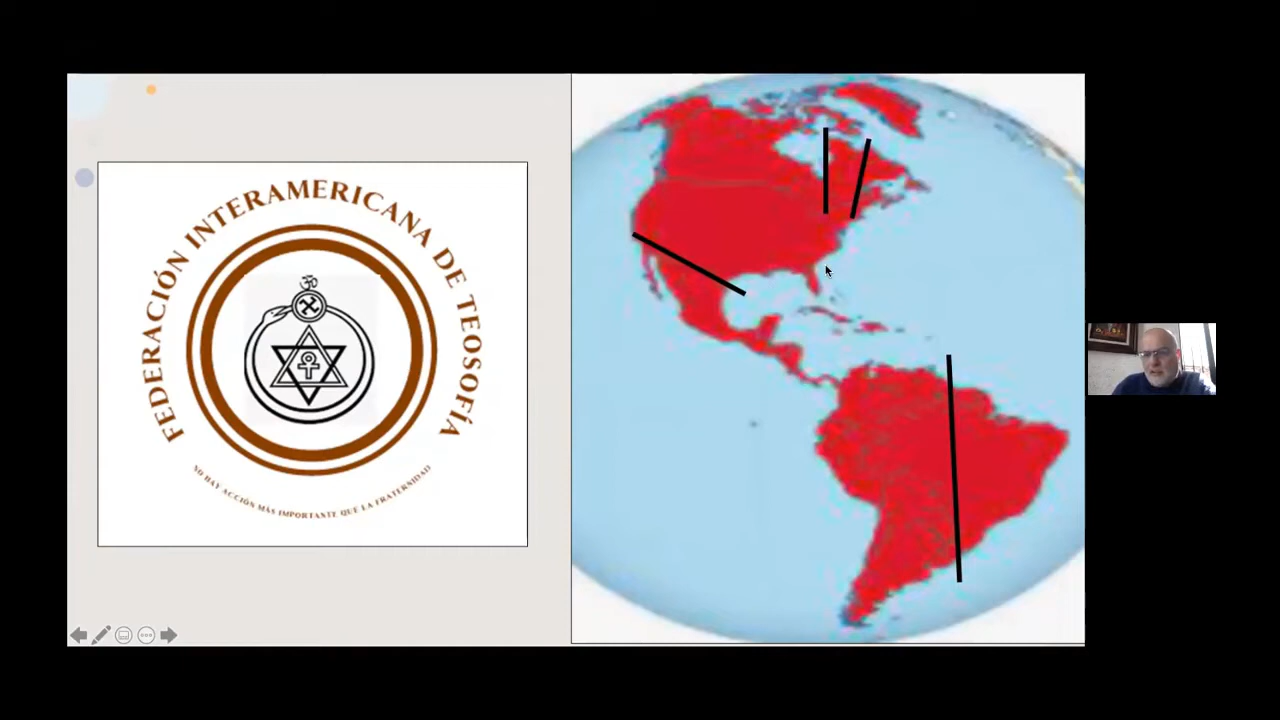 FEDERACIÓN INTERAMERICANA DE TEOSOFÍA
ॐ
NO HAY ACCIÓN MÁS IMPORTANTE QUE LA FRATERNIDAD